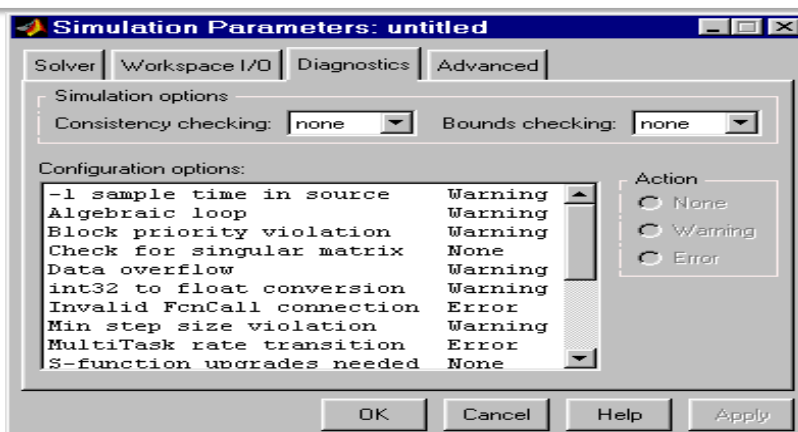 Simulation Parameters: untitled
Solver Workspace I/O Diagnostics Advanced
Simulation options
Consistency checking: none Bounds checking: none
Configuration options:
-1 sample time in source Warning
Algebraic loop Warning
Block priority violation Warning
Check for singular matrix None
Data overflow Warning
int32 to float conversion Warning
Invalid FcnCall connection Error
Min step size violation Warning
MultiTask rate transition Error
S-function upgrades needed None
Action
None
Warning
Error
OK Cancel Help Apply